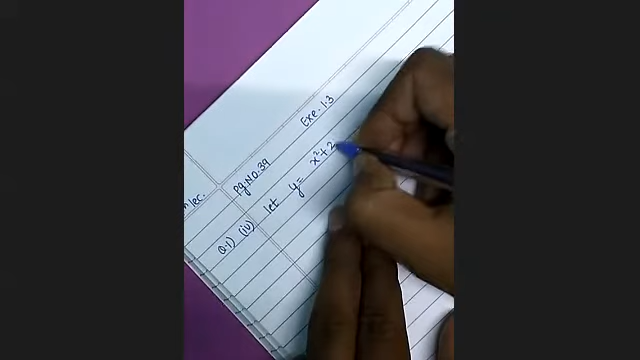 Exe. 1.3
Pg.No.39
n lec.
let y = x²+2
Q.1) (iv)